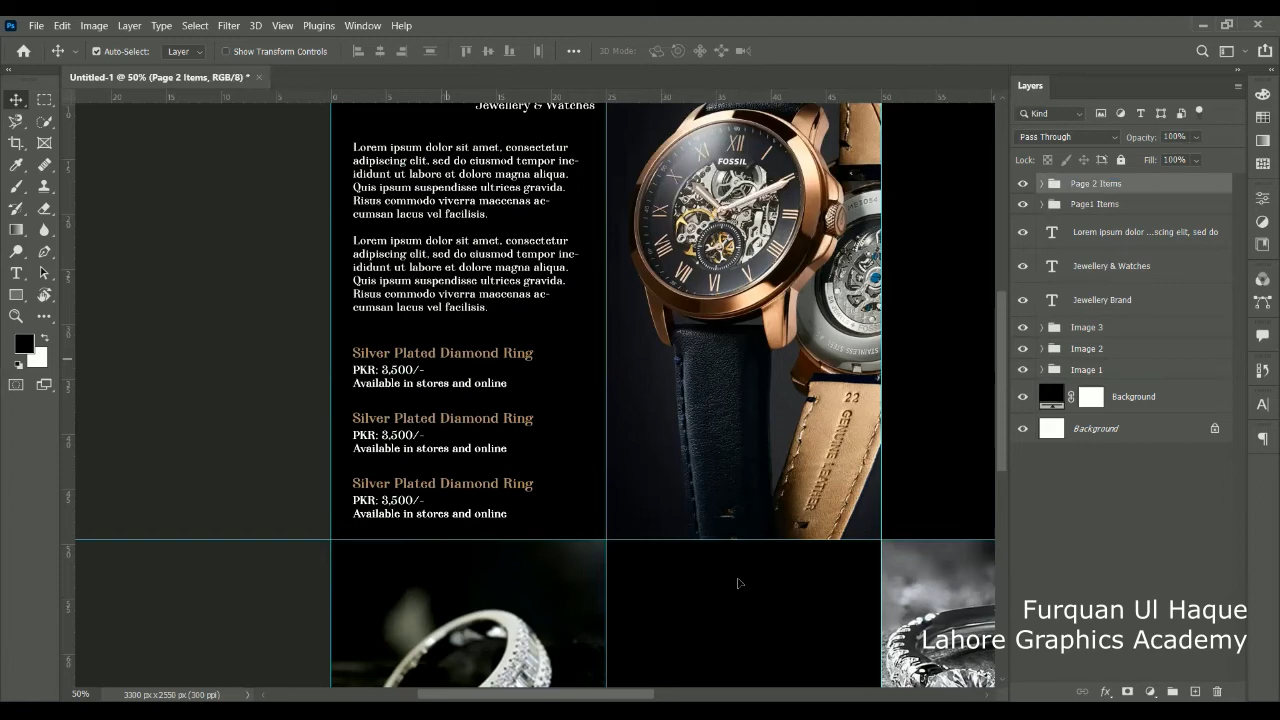 Ps File Edit Image Layer Type Select Filter 3D View Plugins Window Help
Auto-Select: Layer Show Transform Controls 3D Mode:
Untitled-1 @ 50% (Page 2 Items, RGB/8) *
Layers
Kind
Pass Through Opacity: 100%
Lock: Fill: 100%
Page 2 Items
Page1 Items
Lorem ipsum dolor ...scing elit, sed do
Jewellery & Watches
Jewellery Brand
Image 3
Image 2
Image 1
Background
Background
Jewellery & Watches
Lorem ipsum dolor sit amet, consectetur
adipiscing elit, sed do eiusmod tempor inc-
ididunt ut labore et dolore magna aliqua.
Quis ipsum suspendisse ultrices gravida.
Risus commodo viverra maecenas ac-
cumsan lacus vel facilisis.
Lorem ipsum dolor sit amet, consectetur
adipiscing elit, sed do eiusmod tempor inc-
ididunt ut labore et dolore magna aliqua.
Quis ipsum suspendisse ultrices gravida.
Risus commodo viverra maecenas ac-
cumsan lacus vel facilisis.
Silver Plated Diamond Ring
PKR: 3,500/-
Available in stores and online
Silver Plated Diamond Ring
PKR: 3,500/-
Available in stores and online
Silver Plated Diamond Ring
PKR: 3,500/-
Available in stores and online
FOSSIL
23
GENUINE LEATHER
Furquan Ul Haque
Lahore Graphics Academy
50% 3300 px x 2550 px (300 ppi)